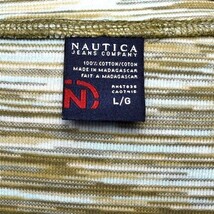 NAUTICA
JEANS COMPANY
100% COTTON/COTON
MADE IN MADAGASCAR
FAIT A MADAGASCAR
L/G